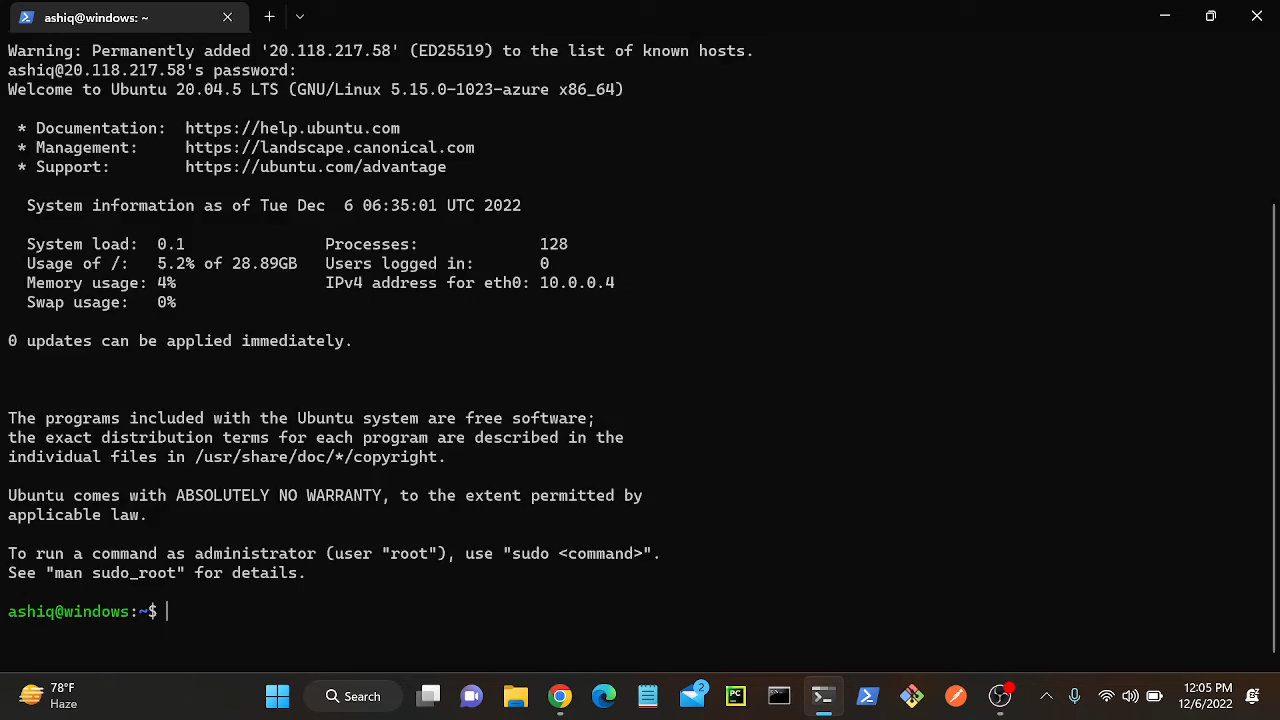 ashiq@windows: ~
Warning: Permanently added '20.118.217.58' (ED25519) to the list of known hosts.
ashiq@20.118.217.58's password:
Welcome to Ubuntu 20.04.5 LTS (GNU/Linux 5.15.0-1023-azure x86_64)
* Documentation:  https://help.ubuntu.com
* Management:     https://landscape.canonical.com
* Support:        https://ubuntu.com/advantage
System information as of Tue Dec  6 06:35:01 UTC 2022
System load:  0.1               Processes:             128
Usage of /:   5.2% of 28.89GB   Users logged in:       0
Memory usage: 4%                IPv4 address for eth0: 10.0.0.4
Swap usage:   0%
0 updates can be applied immediately.
The programs included with the Ubuntu system are free software;
the exact distribution terms for each program are described in the
individual files in /usr/share/doc/*/copyright.
Ubuntu comes with ABSOLUTELY NO WARRANTY, to the extent permitted by
applicable law.
To run a command as administrator (user "root"), use "sudo <command>".
See "man sudo_root" for details.
ashiq@windows:~$
78°F
Haze
Search
2
PC
12:05 PM
12/6/2022